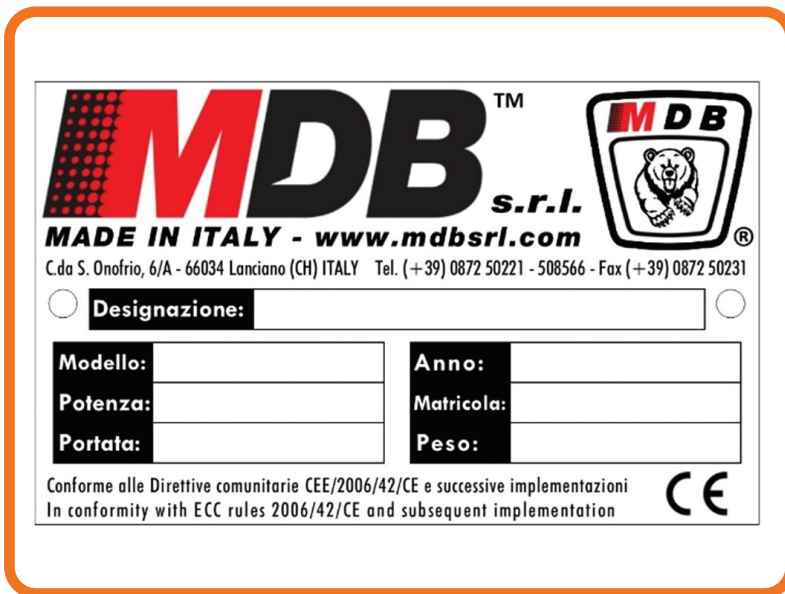 MDB™
s.r.l.
MDB
®
MADE IN ITALY - www.mdbsrl.com
C.da S. Onofrio, 6/A - 66034 Lanciano (CH) ITALY Tel. (+39) 0872 50221 - 508566 - Fax (+39) 0872 50231
Designazione:
Modello:
Potenza:
Portata:
Anno:
Matricola:
Peso:
Conforme alle Direttive comunitarie CEE/2006/42/CE e successive implementazioni
In conformity with ECC rules 2006/42/CE and subsequent implementation
CE